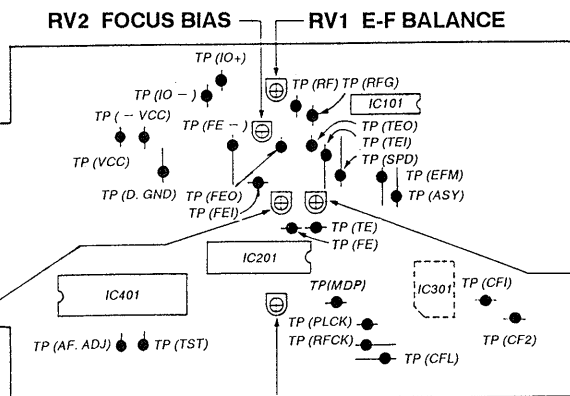 RV2 FOCUS BIAS
RV1 E-F BALANCE
TP (IO+)
TP (IO -)
TP (RF)
TP (RFG)
IC101
TP ( - VCC)
TP (FE -)
TP (TEO)
TP (TEI)
TP (VCC)
TP (SPD)
TP (D. GND)
TP (FEO)
TP (FEI)
TP (EFM)
TP (ASY)
TP (TE)
TP (FE)
IC201
IC401
TP(MDP)
IC301
TP (CFI)
TP (PLCK)
TP (RFCK)
TP (CF2)
TP (AF. ADJ)
TP (TST)
TP (CFL)